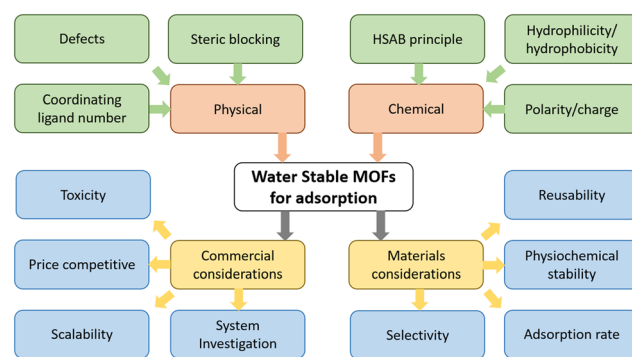 Defects
Steric blocking
HSAB principle
Hydrophilicity/
hydrophobicity
Coordinating
ligand number
Physical
Chemical
Polarity/charge
Water Stable MOFs
for adsorption
Toxicity
Reusability
Price competitive
Commercial
considerations
Materials
considerations
Physiochemical
stability
Scalability
System
Investigation
Selectivity
Adsorption rate